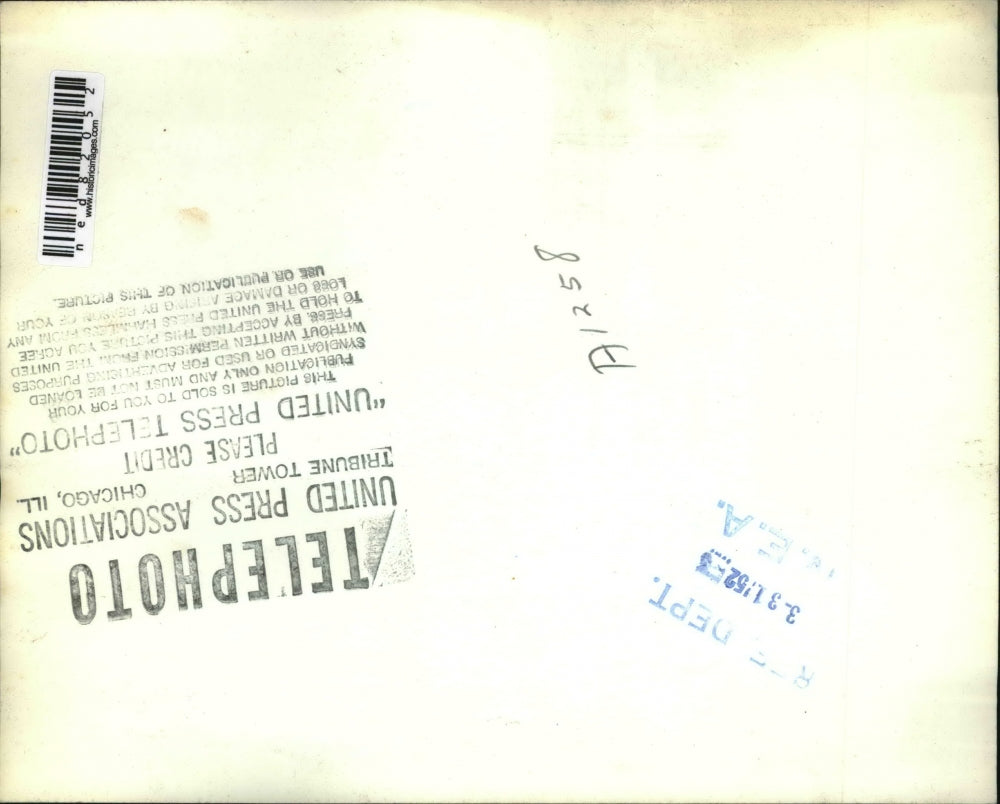 ned82052
www.historicimages.com
A1258
TELEPHOTO
UNITED PRESS ASSOCIATIONS
TRIBUNE TOWER CHICAGO, ILL.
PLEASE CREDIT
"UNITED PRESS TELEPHOTO"
THIS PICTURE IS SOLD TO YOU FOR YOUR
PUBLICATION ONLY AND MUST NOT BE LOANED
SYNDICATED OR USED FOR ADVERTISING PURPOSES
WITHOUT WRITTEN PERMISSION FROM THE UNITED
PRESS. BY ACCEPTING THIS PICTURE YOU AGREE
TO HOLD THE UNITED PRESS HARMLESS FROM ANY
LOSS OR DAMAGE ARISING BY REASON OF YOUR
USE OR PUBLICATION OF THIS PICTURE.
DEPT.
3-31/52
E.A.